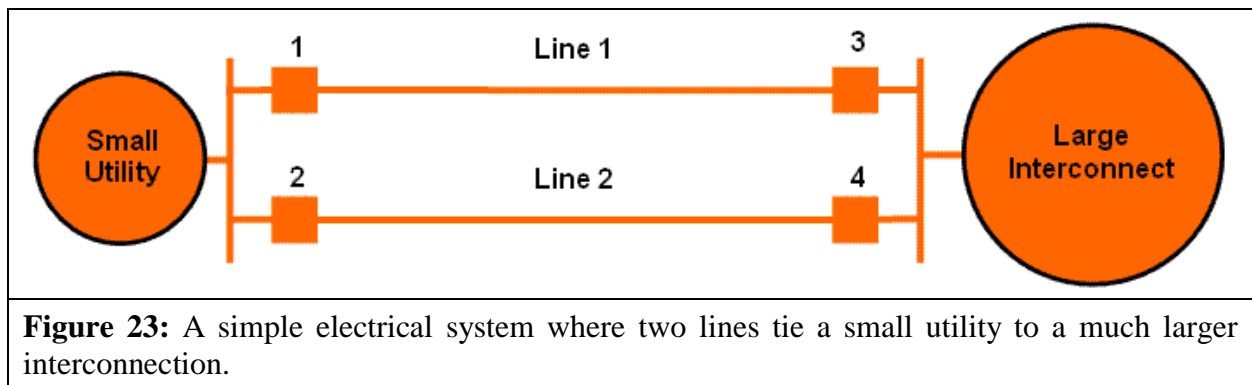 1 Line 1 3
Small
Utility
Large
Interconnect
2 Line 2 4
Figure 23: A simple electrical system where two lines tie a small utility to a much larger
interconnection.